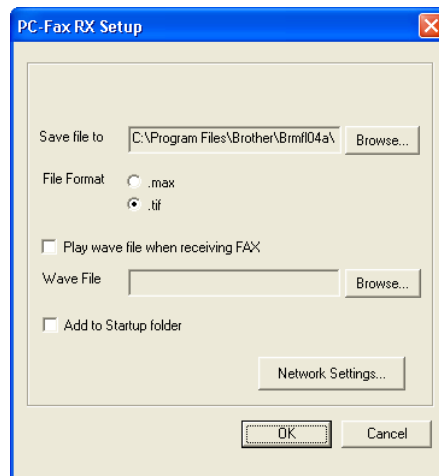 PC-Fax RX Setup
Save file to C:\Program Files\Brother\Brmfl04a\ Browse...
File Format .max
.tif
Play wave file when receiving FAX
Wave File Browse...
Add to Startup folder
Network Settings...
OK Cancel